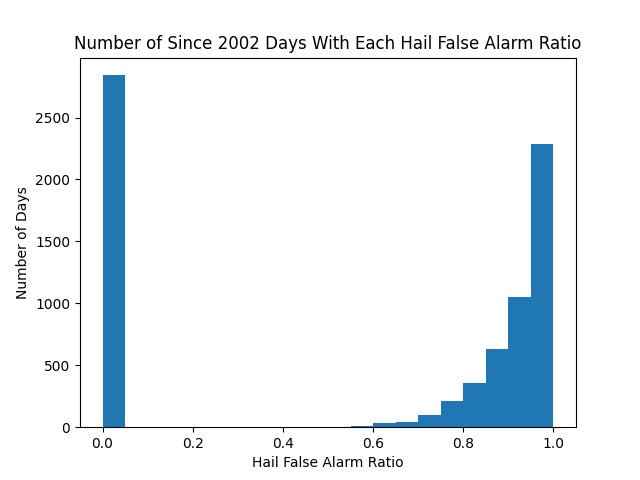 Number of Since 2002 Days With Each Hail False Alarm Ratio
2500
2000
1500
1000
500
0
Number of Days
0.0 0.2 0.4 0.6 0.8 1.0
Hail False Alarm Ratio